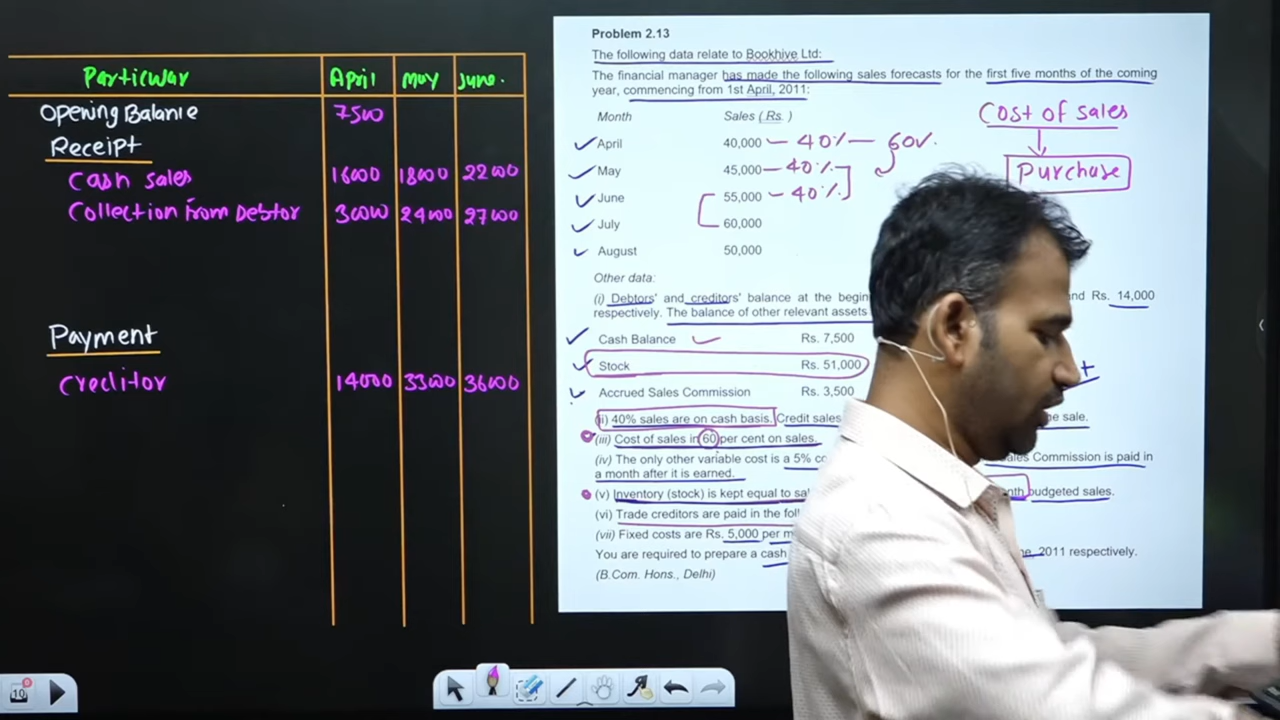 Particular April May June.
Opening Balance 7500
Receipt
Cash sales 16000 18000 22000
Collection From Debtor 30000 24000 27000
Payment
Creditor 14000 33000 36000
Problem 2.13
The following data relate to Bookhive Ltd:
The financial manager has made the following sales forecasts for the first five months of the coming
year, commencing from 1st April, 2011:
Month Sales (Rs. )
April 40,000 – 40% – 60%.
May 45,000 – 40%.
June 55,000 – 40%.
July 60,000
August 50,000
Cost of sales
Purchase
Other data:
(i) Debtors' and creditors' balance at the begin nd Rs. 14,000
respectively. The balance of other relevant assets
Cash Balance Rs. 7,500
Stock Rs. 51,000
Accrued Sales Commission Rs. 3,500
(ii) 40% sales are on cash basis. Credit sales e sale.
(iii) Cost of sales in 60 per cent on sales.
(iv) The only other variable cost is a 5% co ales Commission is paid in
a month after it is earned.
(v) Inventory (stock) is kept equal to sal nth budgeted sales.
(vi) Trade creditors are paid in the foll
(vii) Fixed costs are Rs. 5,000 per m
You are required to prepare a cash e, 2011 respectively.
(B.Com. Hons., Delhi)
10